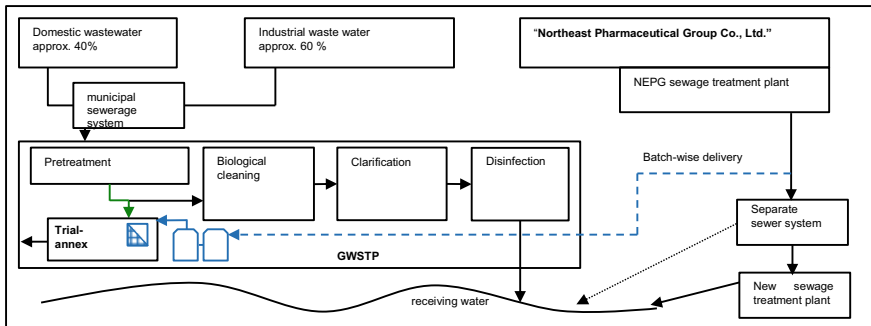 Domestic wastewater
approx. 40%
Industrial waste water
approx. 60 %
“Northeast Pharmaceutical Group Co., Ltd.”
NEPG sewage treatment plant
municipal
sewerage
system
Pretreatment
Biological
cleaning
Clarification
Disinfection
Batch-wise delivery
Trial-
annex
GWSTP
Separate
sewer system
receiving water
New sewage
treatment plant